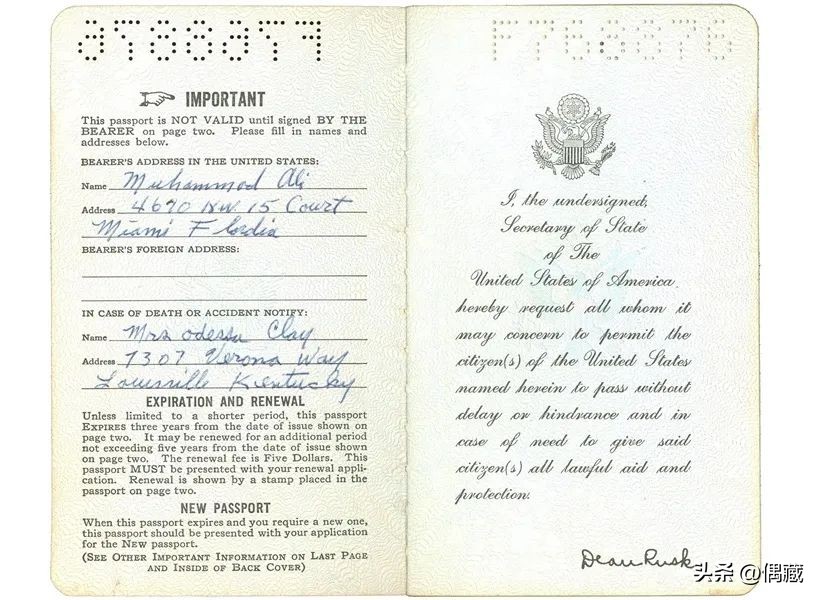 IMPORTANT
This passport is NOT VALID until signed BY THE
BEARER on page two. Please fill in names and
addresses below.
BEARER'S ADDRESS IN THE UNITED STATES:
Name Muhammad Ali
Address 4690 N.W. 15 Court
Miami Flordia
BEARER'S FOREIGN ADDRESS:
IN CASE OF DEATH OR ACCIDENT NOTIFY:
Name Mrs odessa Clay
Address 7307 Verona Way
Louisville Kentucky
EXPIRATION AND RENEWAL
Unless limited to a shorter period, this passport
EXPIRES three years from the date of issue shown on
page two. It may be renewed for an additional period
not exceeding five years from the date of issue shown
on page two. The renewal fee is Five Dollars. This
passport MUST be presented with your renewal appli-
cation. Renewal is shown by a stamp placed in the
passport on page two.
NEW PASSPORT
When this passport expires and you require a new one,
this passport should be presented with your application
for the NEW passport.
(SEE OTHER IMPORTANT INFORMATION ON LAST PAGE
AND INSIDE OF BACK COVER)
I, the undersigned,
Secretary of State
of The
United States of America,
hereby request all whom it
may concern to permit the
citizen(s) of the United States
named herein to pass without
delay or hindrance and in
case of need to give said
citizen(s) all lawful aid and
protection.
Dean Rusk
头条 @偶藏